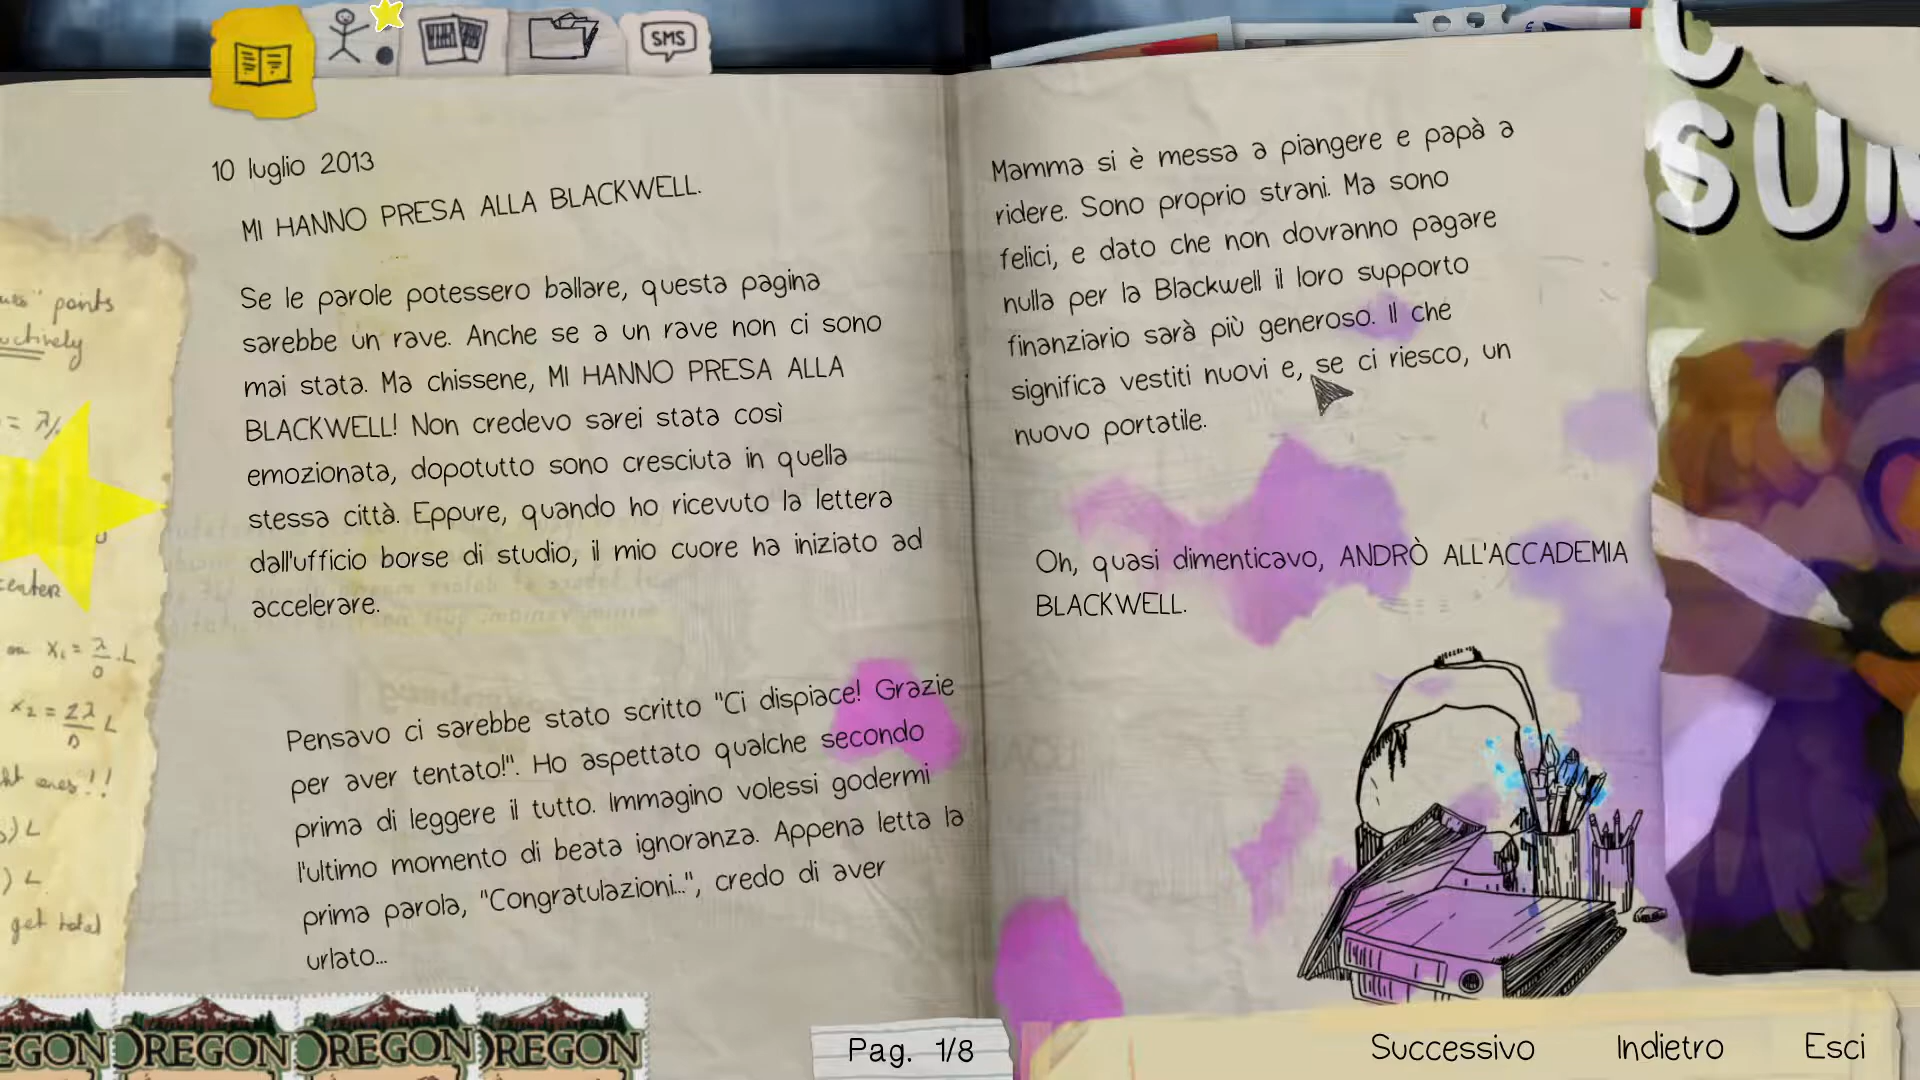 SMS
10 luglio 2013
MI HANNO PRESA ALLA BLACKWELL.
Se le parole potessero ballare, questa pagina
sarebbe un rave. Anche se a un rave non ci sono
mai stata. Ma chissene, MI HANNO PRESA ALLA
BLACKWELL! Non credevo sarei stata così
emozionata, dopotutto sono cresciuta in quella
stessa città. Eppure, quando ho ricevuto la lettera
dall'ufficio borse di studio, il mio cuore ha iniziato ad
accelerare.
Pensavo ci sarebbe stato scritto "Ci dispiace! Grazie
per aver tentato!". Ho aspettato qualche secondo
prima di leggere il tutto. Immagino volessi godermi
l'ultimo momento di beata ignoranza. Appena letta la
prima parola, "Congratulazioni...", credo di aver
urlato...
Mamma si è messa a piangere e papà a
ridere. Sono proprio strani. Ma sono
felici, e dato che non dovranno pagare
nulla per la Blackwell il loro supporto
finanziario sarà più generoso. Il che
significa vestiti nuovi e, se ci riesco, un
nuovo portatile.
Oh, quasi dimenticavo, ANDRÒ ALL'ACCADEMIA
BLACKWELL.
points
center
x₁ = λ/D .L
x₂ = 2λ/D L
ones!!
get total
SUN
EGON
OREGON
OREGON
OREGON
Pag. 1/8
Successivo
Indietro
Esci